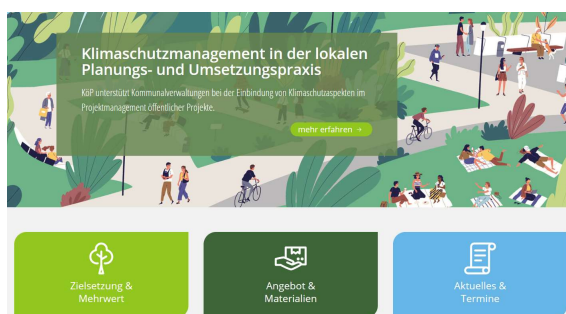 Klimaschutzmanagement in der lokalen
Planungs- und Umsetzungspraxis
KöP unterstützt Kommunalverwaltungen bei der Einbindung von Klimaschutzaspekten im
Projektmanagement öffentlicher Projekte.
mehr erfahren →
Zielsetzung &
Mehrwert
Angebot &
Materialien
Aktuelles &
Termine